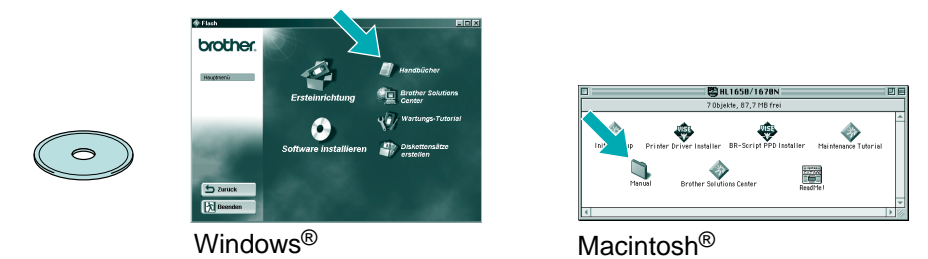 Flash
brother.
Hauptmenü
Handbücher
Ersteinrichtung
Brother Solutions
Center
Wartungs-Tutorial
Software installieren
Diskettensätze
erstellen
Zurück
Beenden
Windows®
HL1650/1670N
7 Objekte, 87,7 MB frei
Printer Driver Installer
BR-Script PPD Installer
Maintenance Tutorial
Manual
Brother Solutions Center
ReadMe!
Macintosh®